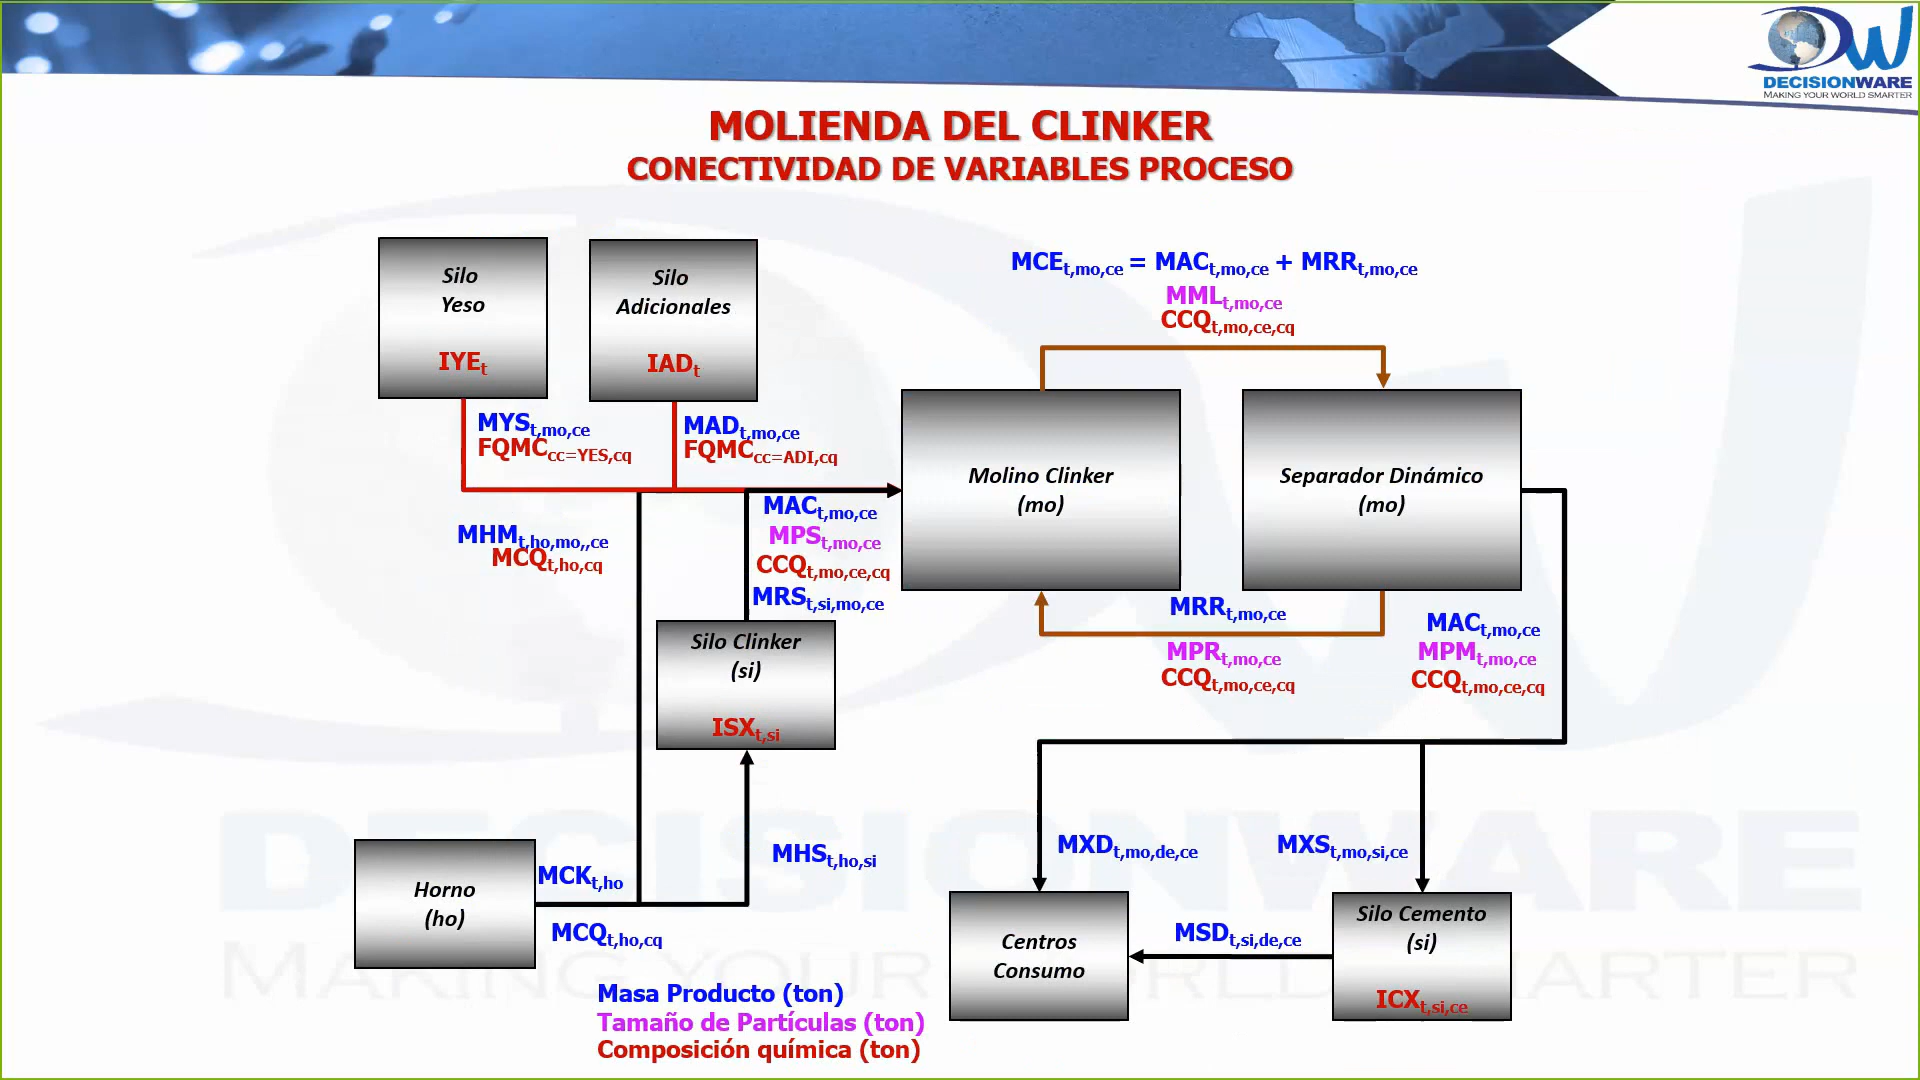 DECISIONWARE
MAKING YOUR WORLD SMARTER
MOLIENDA DEL CLINKER
CONECTIVIDAD DE VARIABLES PROCESO
Silo
Yeso
IYEt
Silo
Adicionales
IADt
MCEt,mo,ce = MACt,mo,ce + MRRt,mo,ce
MMLt,mo,ce
CCQt,mo,ce,cq
MYSt,mo,ce
FQMCcc=YES,cq
MADt,mo,ce
FQMCcc=ADI,cq
Molino Clinker
(mo)
Separador Dinámico
(mo)
MHMt,ho,mo,,ce
MCQt,ho,cq
MACt,mo,ce
MPSt,mo,ce
CCQt,mo,ce,cq
MRSt,si,mo,ce
MRRt,mo,ce
MPRt,mo,ce
CCQt,mo,ce,cq
MACt,mo,ce
MPMt,mo,ce
CCQt,mo,ce,cq
Silo Clinker
(si)
ISXt,si
MHSt,ho,si
MXDt,mo,de,ce
MXSt,mo,si,ce
Horno
(ho)
MCKt,ho
MCQt,ho,cq
Centros
Consumo
MSDt,si,de,ce
Silo Cemento
(si)
ICXt,si,ce
Masa Producto (ton)
Tamaño de Partículas (ton)
Composición química (ton)
DECISIONWARE
MAKING YOUR WORLD SMARTER